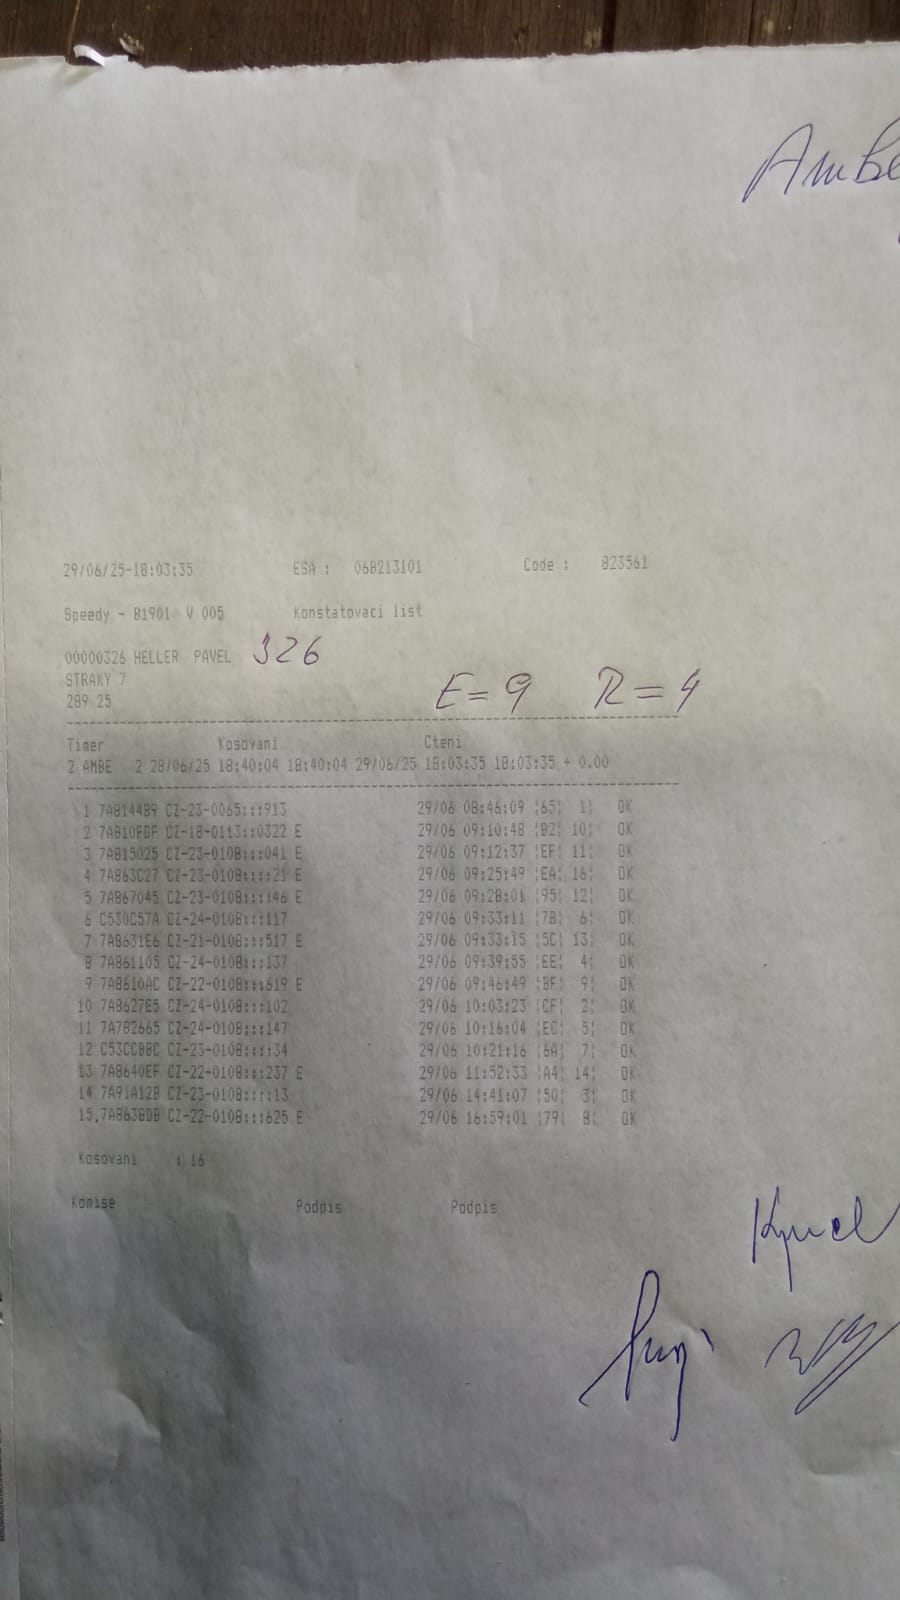 Ambe
29/06/25-18:03:35 ESA : 06B213101 Code : 823561
Speedy - B1901 V 005 Konstatovaci list
00000326 HELLER PAVEL 326
STRAKY 7
289 25
E=9 R=4
Timer Kosovani Cteni
2 AMBE 2 28/06/25 18:40:04 18:40:04 29/06/25 18:03:35 18:03:35 + 0.00
1 7A8144B9 CZ-23-0065:::913 29/06 08:46:09 ¦65¦ 1¦ OK
2 7A810FDF CZ-18-0113::0322 E 29/06 09:10:48 ¦B2¦ 10¦ OK
3 7A815025 CZ-23-0108:::041 E 29/06 09:12:37 ¦EF¦ 11¦ OK
4 7A863C27 CZ-23-0108::::21 E 29/06 09:25:49 ¦EA¦ 16¦ OK
5 7A867045 CZ-23-0108::::46 E 29/06 09:28:01 ¦95¦ 12¦ OK
6 C530C57A CZ-24-0108:::117 29/06 09:33:11 ¦7B¦ 6¦ OK
7 7A8631E6 CZ-21-0108:::517 E 29/06 09:33:15 ¦5C¦ 13¦ OK
8 7A861105 CZ-24-0108:::137 29/06 09:39:55 ¦EE¦ 4¦ OK
9 7A8610AC CZ-22-0108:::619 E 29/06 09:46:49 ¦BF¦ 9¦ OK
10 7A8627E5 CZ-24-0108:::102 29/06 10:03:23 ¦CF¦ 2¦ OK
11 7A782665 CZ-24-0108:::147 29/06 10:16:04 ¦EC¦ 5¦ OK
12 C53CCBBC CZ-23-0108::::34 29/06 10:21:16 ¦6A¦ 7¦ OK
13 7A8640EF CZ-22-0108:::237 E 29/06 11:52:33 ¦A4¦ 14¦ OK
14 7A91A12B CZ-23-0108::::13 29/06 14:41:07 ¦50¦ 3¦ OK
15 7A8638DB CZ-22-0108:::625 E 29/06 16:59:01 ¦79¦ 8¦ OK
Kosovani : 16
Komise Podpis Podpis